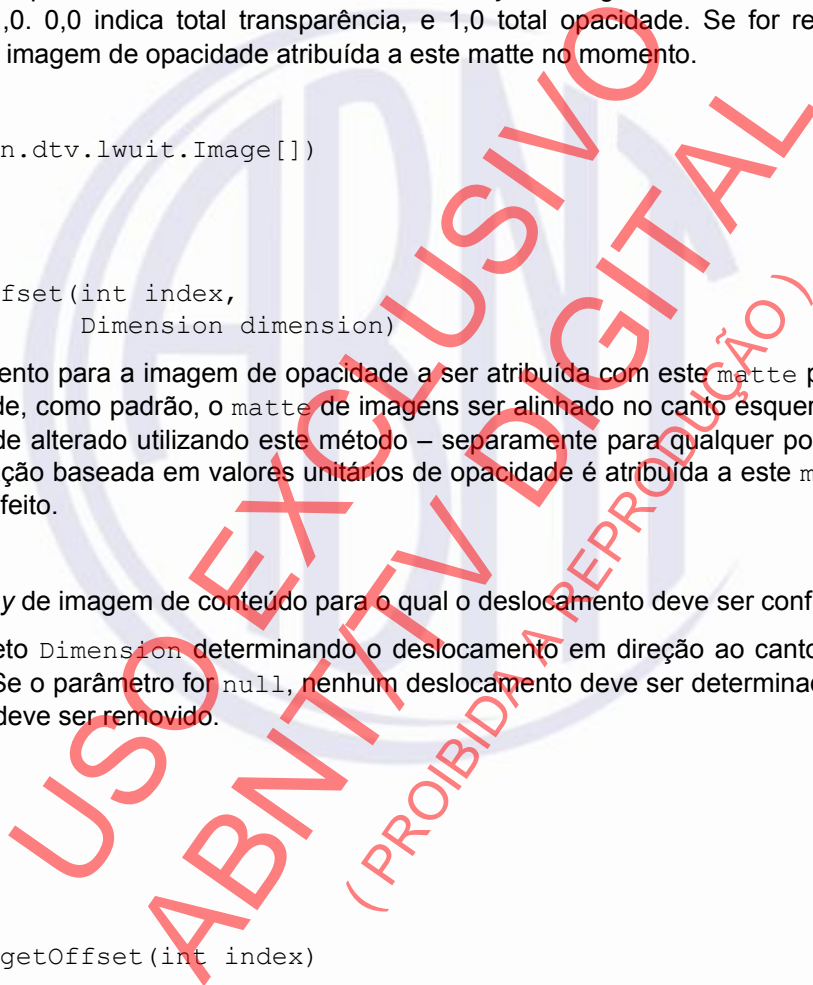 ,0. 0,0 indica total transparência, e 1,0 total opacidade. Se for re
imagem de opacidade atribuída a este matte no momento.
n.dtv.lwuit.Image[])
fset(int index,
Dimension dimension)
ento para a imagem de opacidade a ser atribuída com este matte p
de, como padrão, o matte de imagens ser alinhado no canto esquer
de alterado utilizando este método – separamente para qualquer po
ção baseada em valores unitários de opacidade é atribuída a este m
feito.
y de imagem de conteúdo para o qual o deslocamento deve ser conf
eto Dimension determinando o deslocamento em direção ao canto
Se o parâmetro for null, nenhum deslocamento deve ser determinad
deve ser removido.
getOffset(int index)
USO EXCLUSIVO
ABNT/TV DIGITAL
( PROIBIDA A REPRODUÇÃO )
ABNT